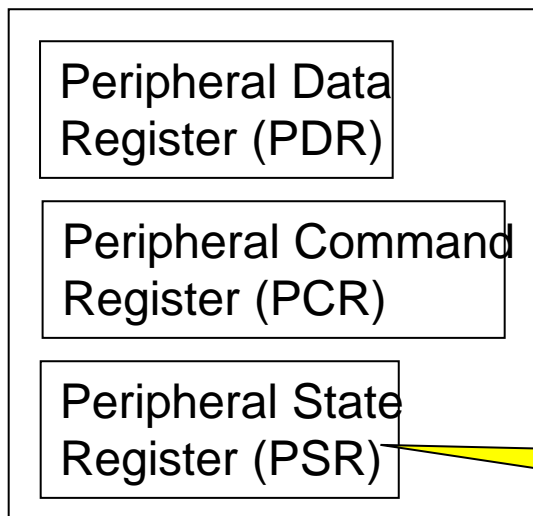 Peripheral Data
Register (PDR)
Peripheral Command
Register (PCR)
Peripheral State
Register (PSR)